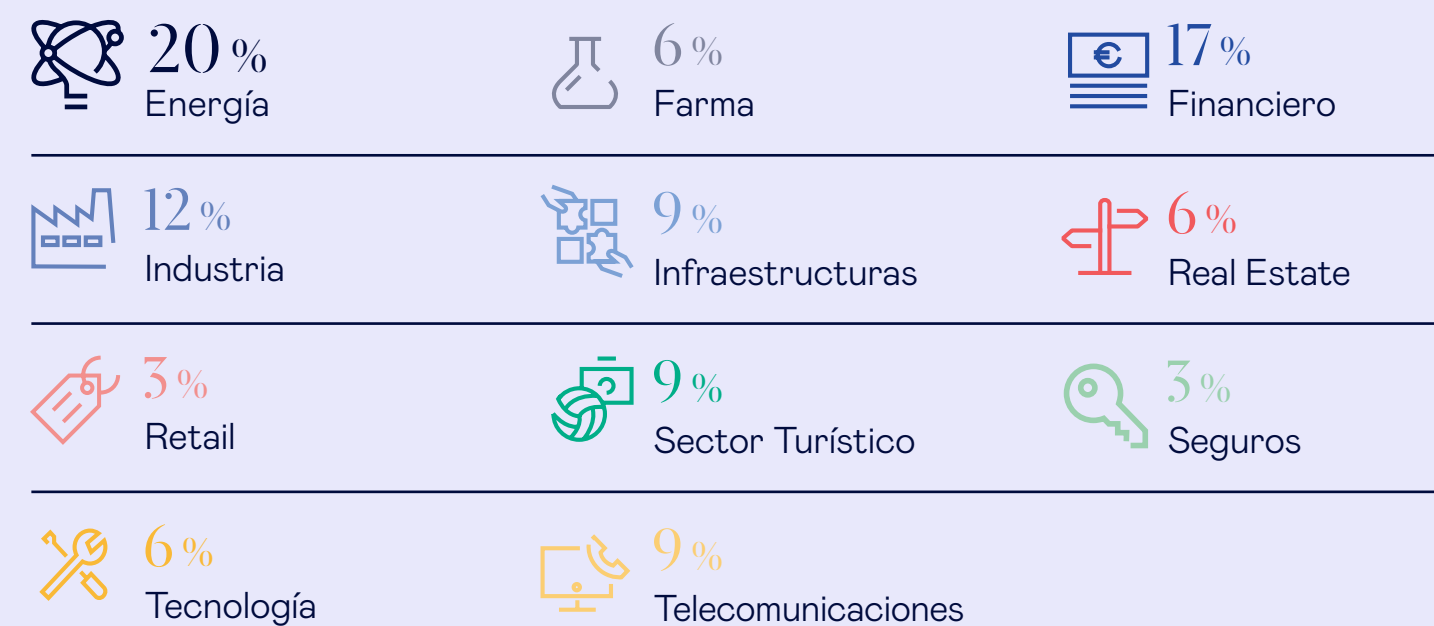 20 %
Energía
6 %
Farma
€
17 %
Financiero
12 %
Industria
9 %
Infraestructuras
6 %
Real Estate
3 %
Retail
9 %
Sector Turístico
3 %
Seguros
6 %
Tecnología
9 %
Telecomunicaciones